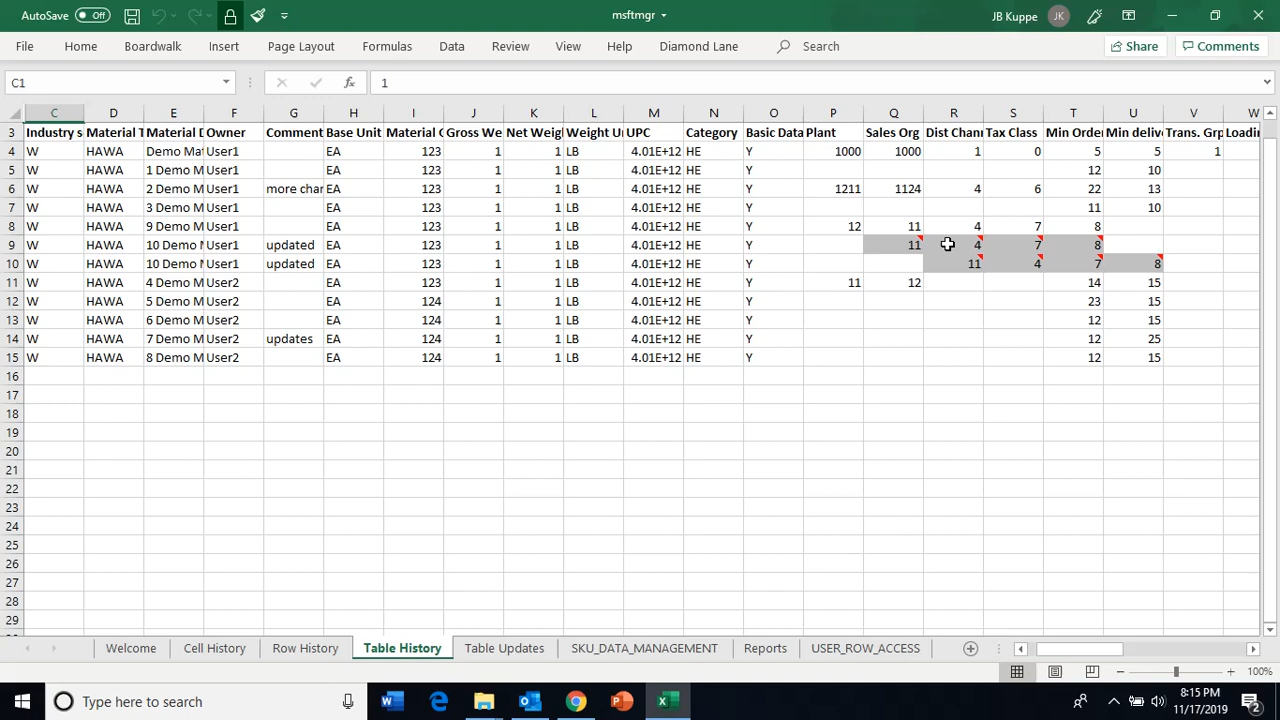 AutoSave Off msftmgr JB Kuppe JK
File Home Boardwalk Insert Page Layout Formulas Data Review View Help Diamond Lane Search Share Comments
C1 fx 1
C D E F G H I J K L M N O P Q R S T U V W
3 Industry s Material T Material D Owner Comment Base Unit Material G Gross We Net Weigh Weight Un UPC Category Basic Data Plant Sales Org Dist Chann Tax Class Min Order Min delive Trans. Grp Loadin
4 W HAWA Demo Mat User1 EA 123 1 1 LB 4.01E+12 HE Y 1000 1000 1 0 5 5 1
5 W HAWA 1 Demo M User1 EA 123 1 1 LB 4.01E+12 HE Y 12 10
6 W HAWA 2 Demo M User1 more char EA 123 1 1 LB 4.01E+12 HE Y 1211 1124 4 6 22 13
7 W HAWA 3 Demo M User1 EA 123 1 1 LB 4.01E+12 HE Y 11 10
8 W HAWA 9 Demo M User1 EA 123 1 1 LB 4.01E+12 HE Y 12 11 4 7 8
9 W HAWA 10 Demo M User1 updated EA 123 1 1 LB 4.01E+12 HE Y 11 4 7 8
10 W HAWA 10 Demo M User1 updated EA 123 1 1 LB 4.01E+12 HE Y 11 4 7 8
11 W HAWA 4 Demo M User2 EA 123 1 1 LB 4.01E+12 HE Y 11 12 14 15
12 W HAWA 5 Demo M User2 EA 124 1 1 LB 4.01E+12 HE Y 23 15
13 W HAWA 6 Demo M User2 EA 124 1 1 LB 4.01E+12 HE Y 12 15
14 W HAWA 7 Demo M User2 updates EA 124 1 1 LB 4.01E+12 HE Y 12 25
15 W HAWA 8 Demo M User2 EA 124 1 1 LB 4.01E+12 HE Y 12 15
16
17
18
19
20
21
22
23
24
25
26
27
28
29
Welcome Cell History Row History Table History Table Updates SKU_DATA_MANAGEMENT Reports USER_ROW_ACCESS
100%
Type here to search
8:15 PM
11/17/2019
2